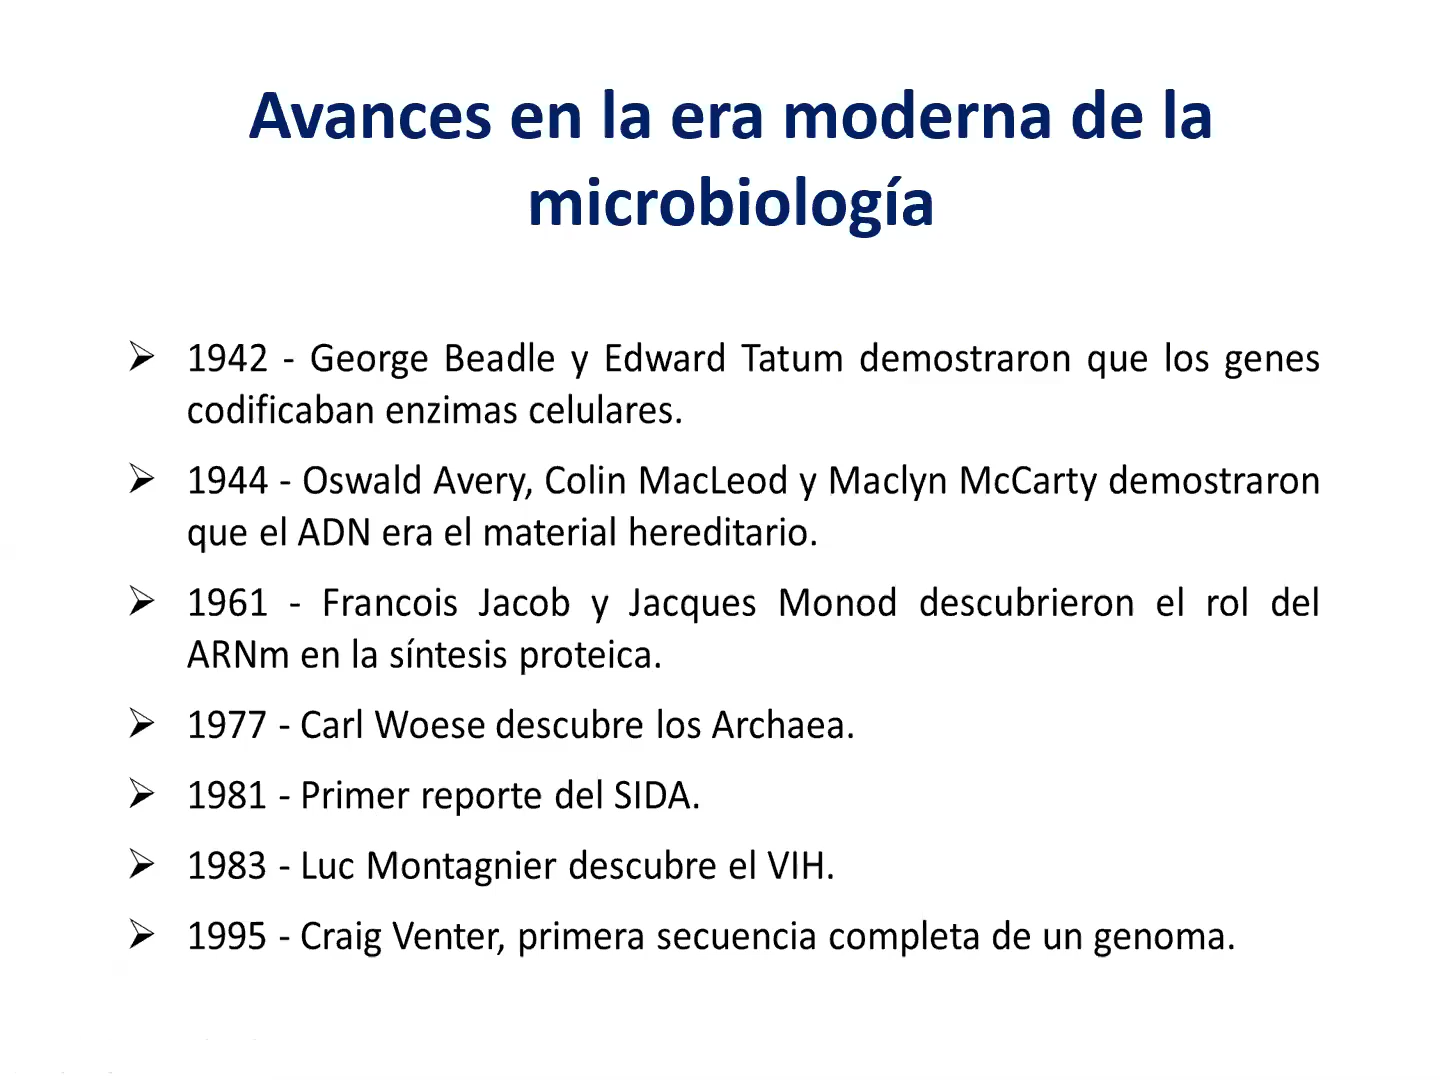 Avances en la era moderna de la
microbiología
➢ 1942 - George Beadle y Edward Tatum demostraron que los genes
codificaban enzimas celulares.
➢ 1944 - Oswald Avery, Colin MacLeod y Maclyn McCarty demostraron
que el ADN era el material hereditario.
➢ 1961 - Francois Jacob y Jacques Monod descubrieron el rol del
ARNm en la síntesis proteica.
➢ 1977 - Carl Woese descubre los Archaea.
➢ 1981 - Primer reporte del SIDA.
➢ 1983 - Luc Montagnier descubre el VIH.
➢ 1995 - Craig Venter, primera secuencia completa de un genoma.